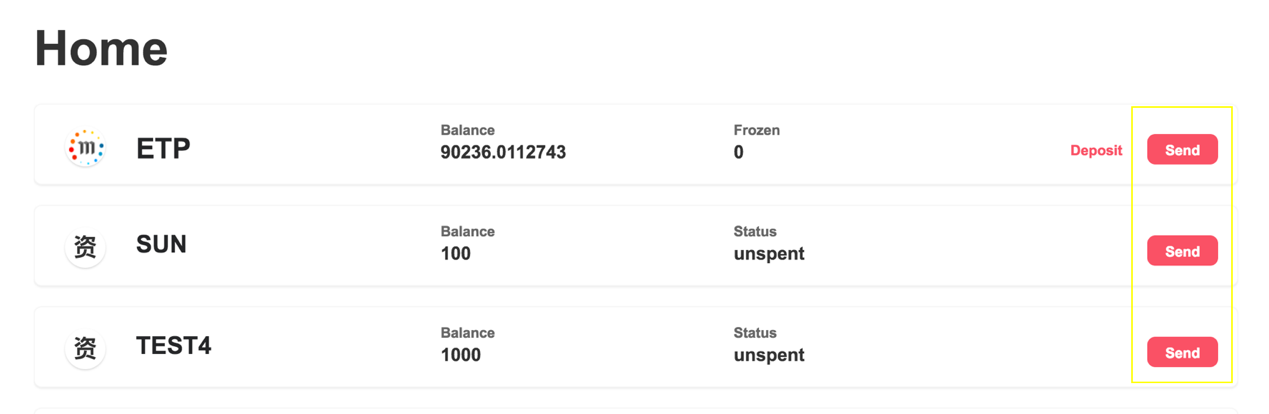 Home
m ETP Balance 90236.0112743 Frozen 0 Deposit Send
资 SUN Balance 100 Status unspent Send
资 TEST4 Balance 1000 Status unspent Send